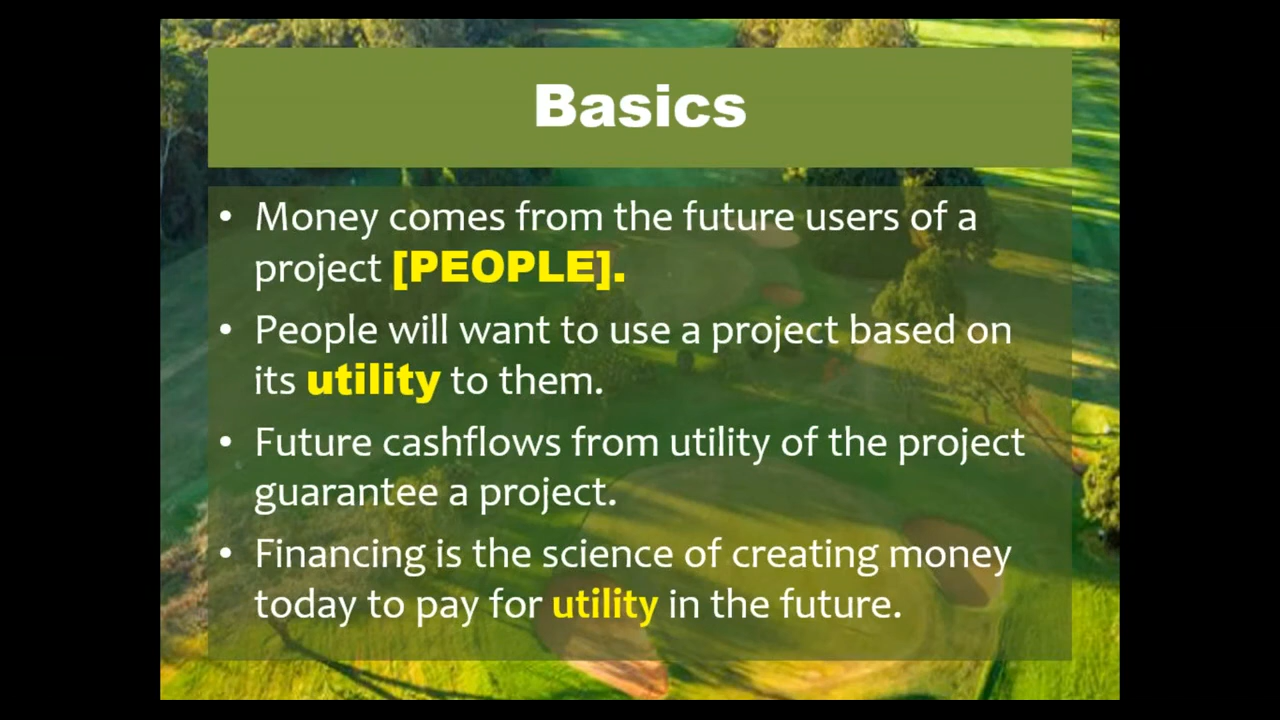 Basics
• Money comes from the future users of a
project [PEOPLE].
• People will want to use a project based on
its utility to them.
• Future cashflows from utility of the project
guarantee a project.
• Financing is the science of creating money
today to pay for utility in the future.